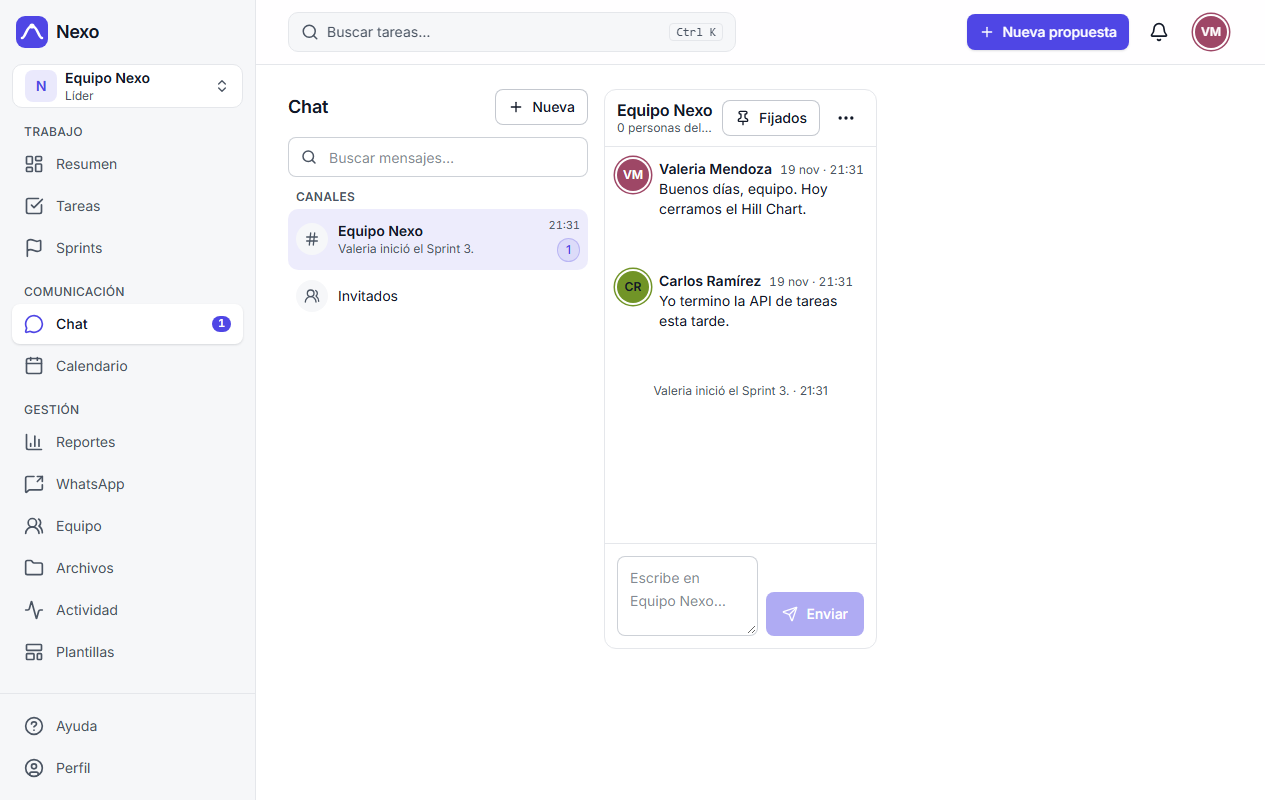 Nexo
Buscar tareas...
Ctrl K
Nueva propuesta
VM
N
Equipo Nexo
Líder
TRABAJO
Resumen
Tareas
Sprints
COMUNICACIÓN
Chat
1
Calendario
GESTIÓN
Reportes
WhatsApp
Equipo
Archivos
Actividad
Plantillas
Ayuda
Perfil
Chat
Nueva
Buscar mensajes...
CANALES
Equipo Nexo
21:31
Valeria inició el Sprint 3.
1
Invitados
Equipo Nexo
0 personas del...
Fijados
VM
Valeria Mendoza 19 nov · 21:31
Buenos días, equipo. Hoy
cerramos el Hill Chart.
CR
Carlos Ramírez 19 nov · 21:31
Yo termino la API de tareas
esta tarde.
Valeria inició el Sprint 3. · 21:31
Escribe en
Equipo Nexo...
Enviar